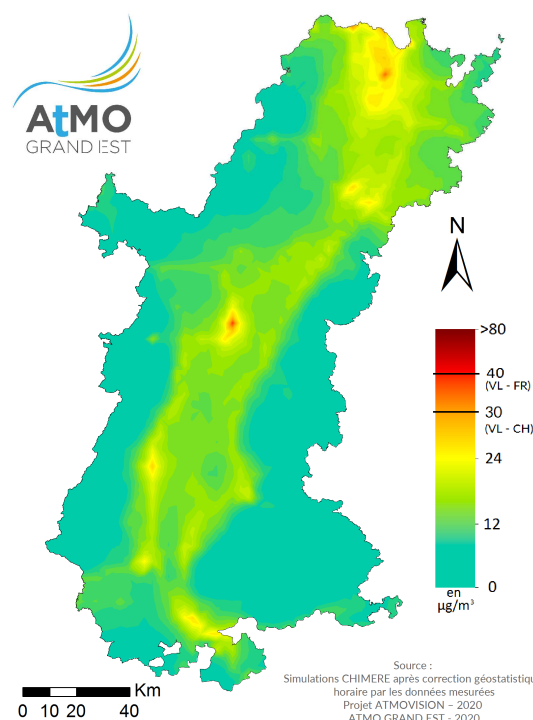 AtMO
GRAND EST
N
>80
40
(VL - FR)
30
(VL - CH)
24
12
0
en
µg/m³
Km
0 10 20 40
Source :
Simulations CHIMERE après correction géostatistiqu
horaire par les données mesurées
Projet ATMOVISION – 2020
ATMO GRAND EST - 2020